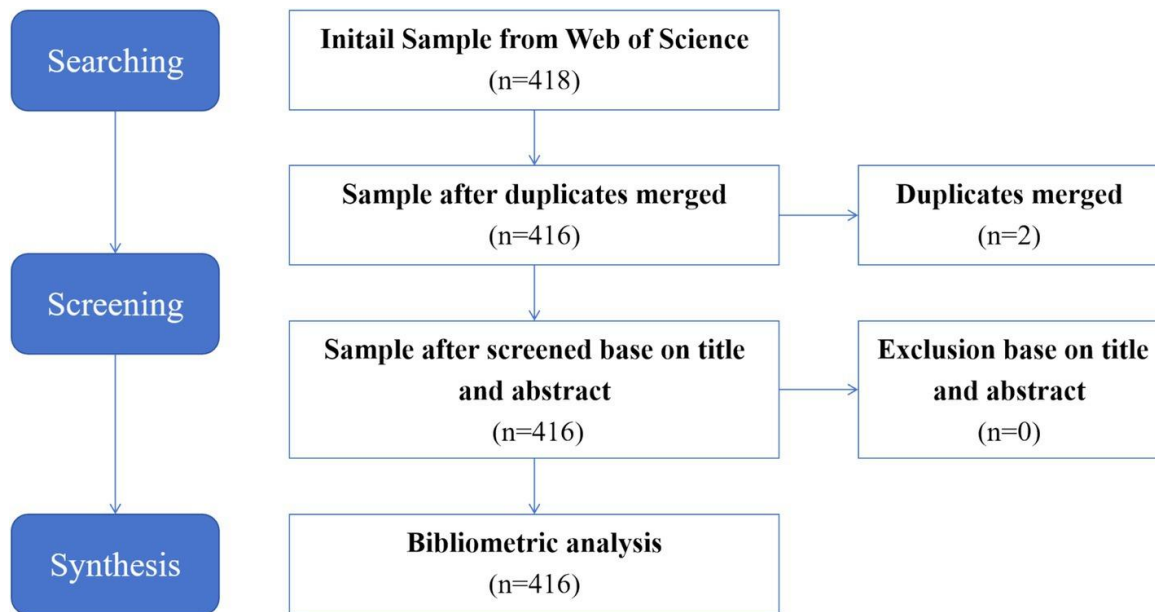 Searching
Initail Sample from Web of Science
(n=418)
Sample after duplicates merged
(n=416)
Duplicates merged
(n=2)
Screening
Sample after screened base on title
and abstract
(n=416)
Exclusion base on title
and abstract
(n=0)
Synthesis
Bibliometric analysis
(n=416)